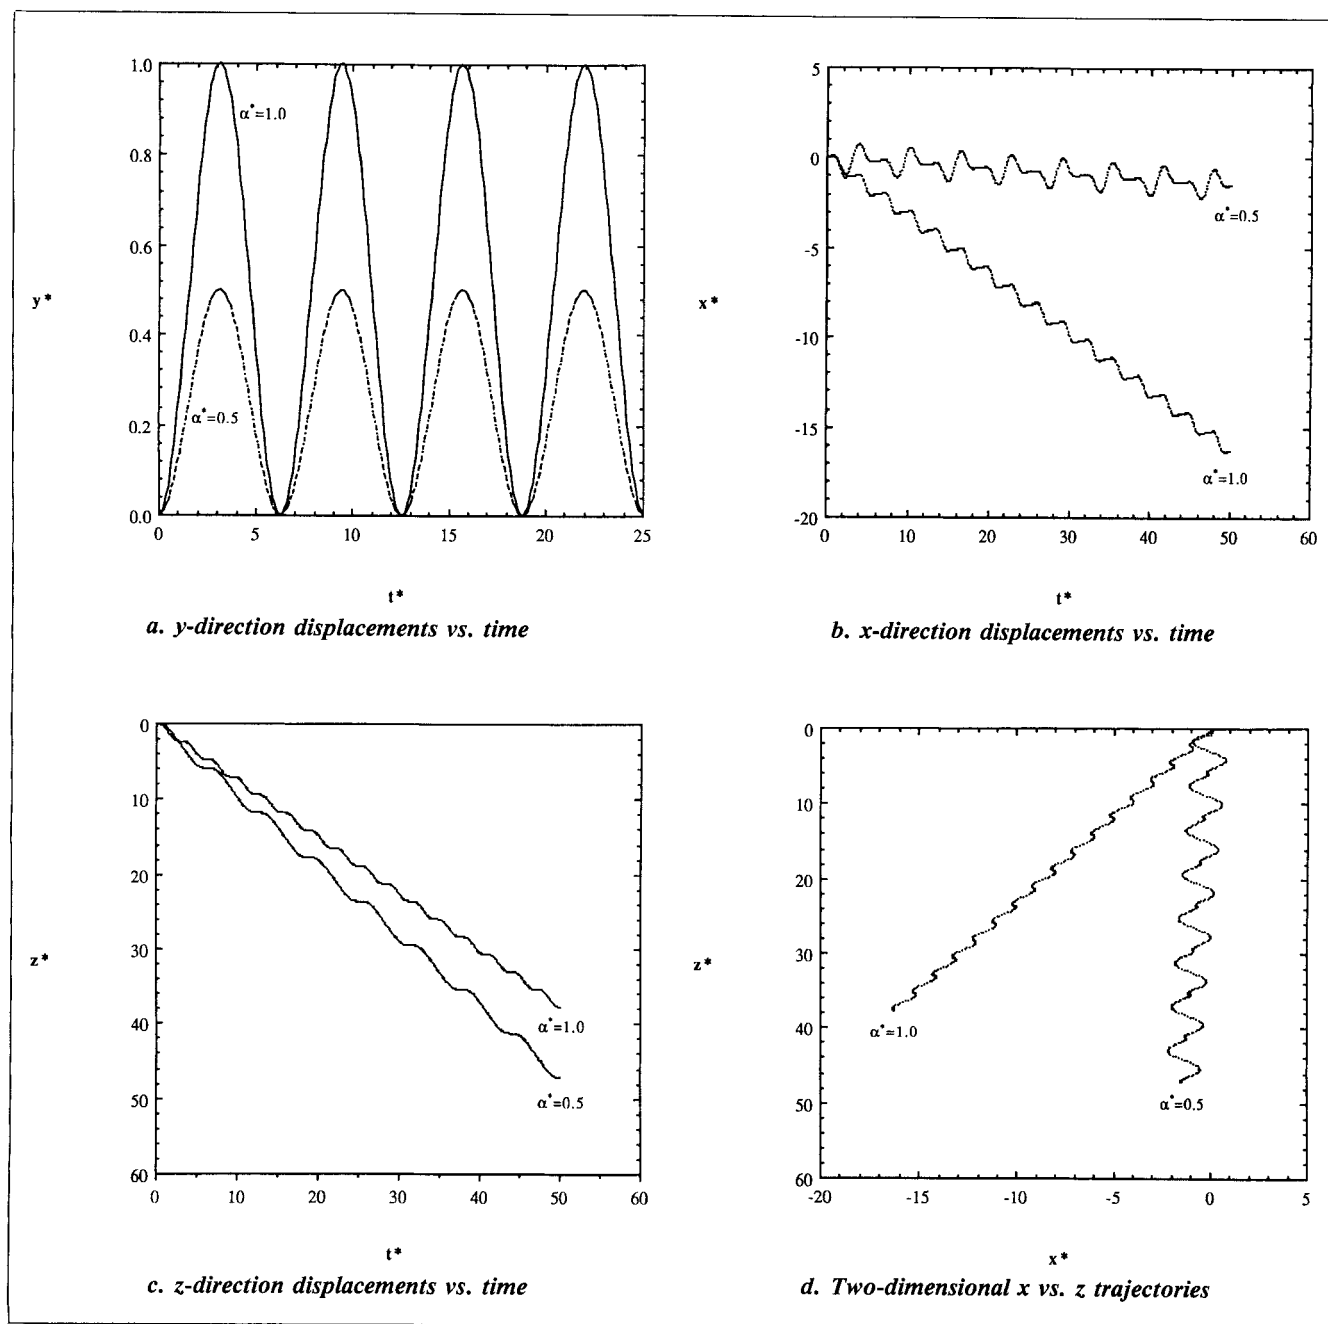 1.0
0.8
0.6
0.4
0.2
0.0
y*
α*=1.0
α*=0.5
0
5
10
15
20
25
t*
a. y-direction displacements vs. time
5
0
-5
-10
-15
-20
x*
α*=0.5
α*=1.0
0
10
20
30
40
50
60
t*
b. x-direction displacements vs. time
0
10
20
30
40
50
60
z*
α*=1.0
α*=0.5
0
10
20
30
40
50
60
t*
c. z-direction displacements vs. time
0
10
20
30
40
50
60
z*
α*=1.0
α*=0.5
-20
-15
-10
-5
0
5
x*
d. Two-dimensional x vs. z trajectories